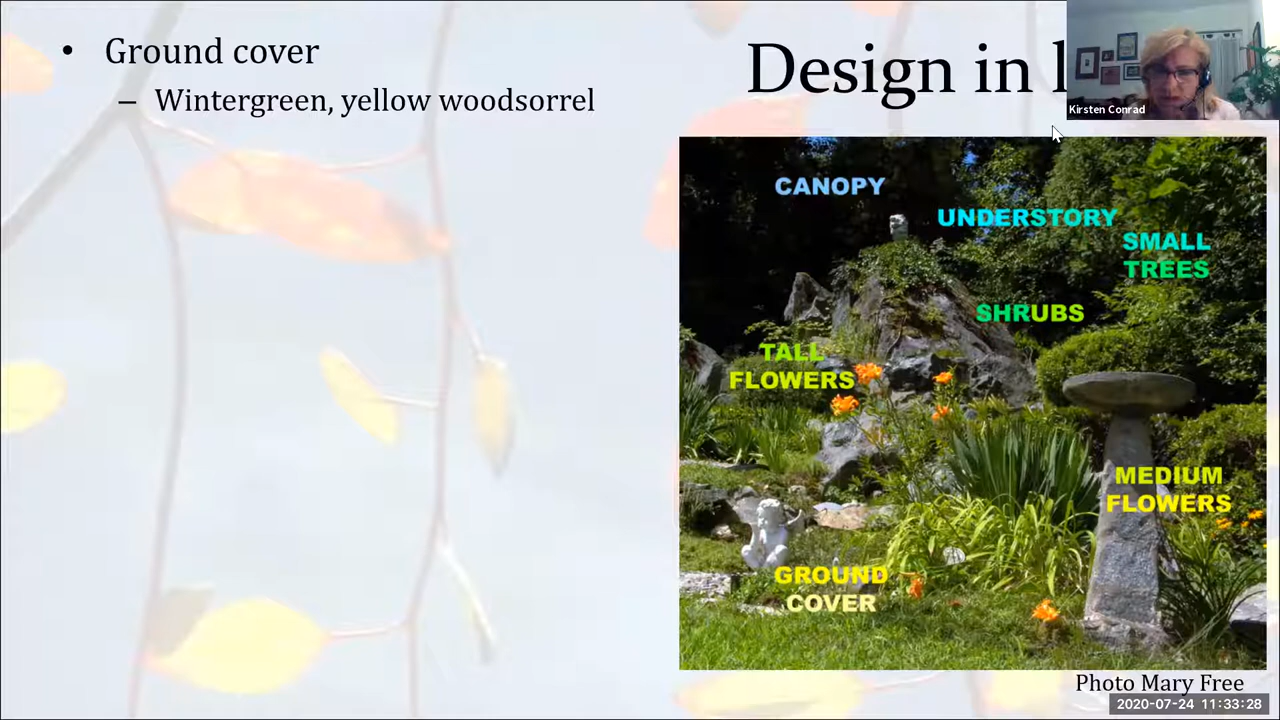 • Ground cover
– Wintergreen, yellow woodsorrel
Design in
Kirsten Conrad
CANOPY
UNDERSTORY
SMALL
TREES
SHRUBS
TALL
FLOWERS
MEDIUM
FLOWERS
GROUND
COVER
Photo Mary Free
2020-07-24 11:33:28